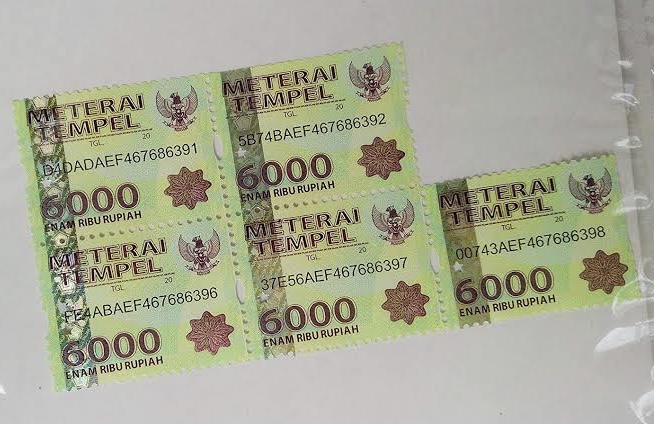 METERAI
TEMPEL
TGL. 20
D4DADAEF467686391
6000
ENAM RIBU RUPIAH
METERAI
TEMPEL
TGL. 20
5B74BAEF467686392
6000
ENAM RIBU RUPIAH
METERAI
TEMPEL
TGL. 20
FE4ABAEF467686396
6000
ENAM RIBU RUPIAH
METERAI
TEMPEL
TGL. 20
37E56AEF467686397
6000
ENAM RIBU RUPIAH
METERAI
TEMPEL
TGL. 20
00743AEF467686398
6000
ENAM RIBU RUPIAH